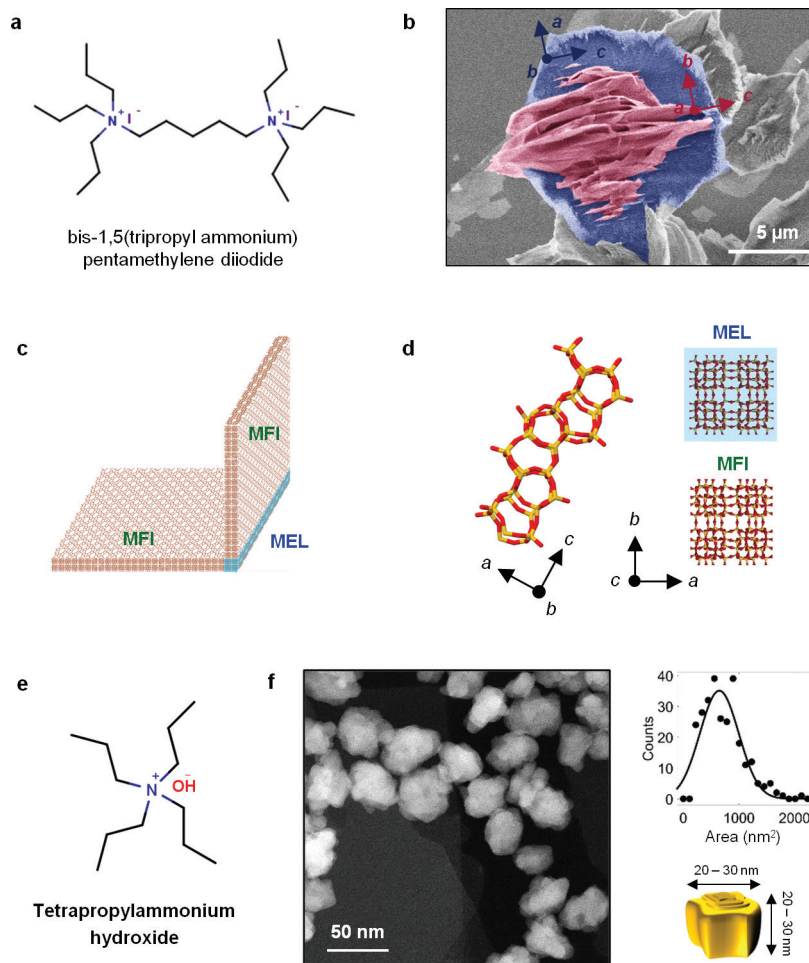 a
N
+
I
-
N
+
I
-
bis-1,5(tripropyl ammonium)
pentamethylene diiodide
b
a
c
b
b
a
c
5 µm
c
MFI
MFI
MEL
d
MEL
MFI
a
c
b
b
c
a
e
N
+
OH
-
Tetrapropylammonium
hydroxide
f
50 nm
40
30
20
10
0
Counts
0
1000
2000
Area (nm²)
20 – 30 nm
20 – 30 nm